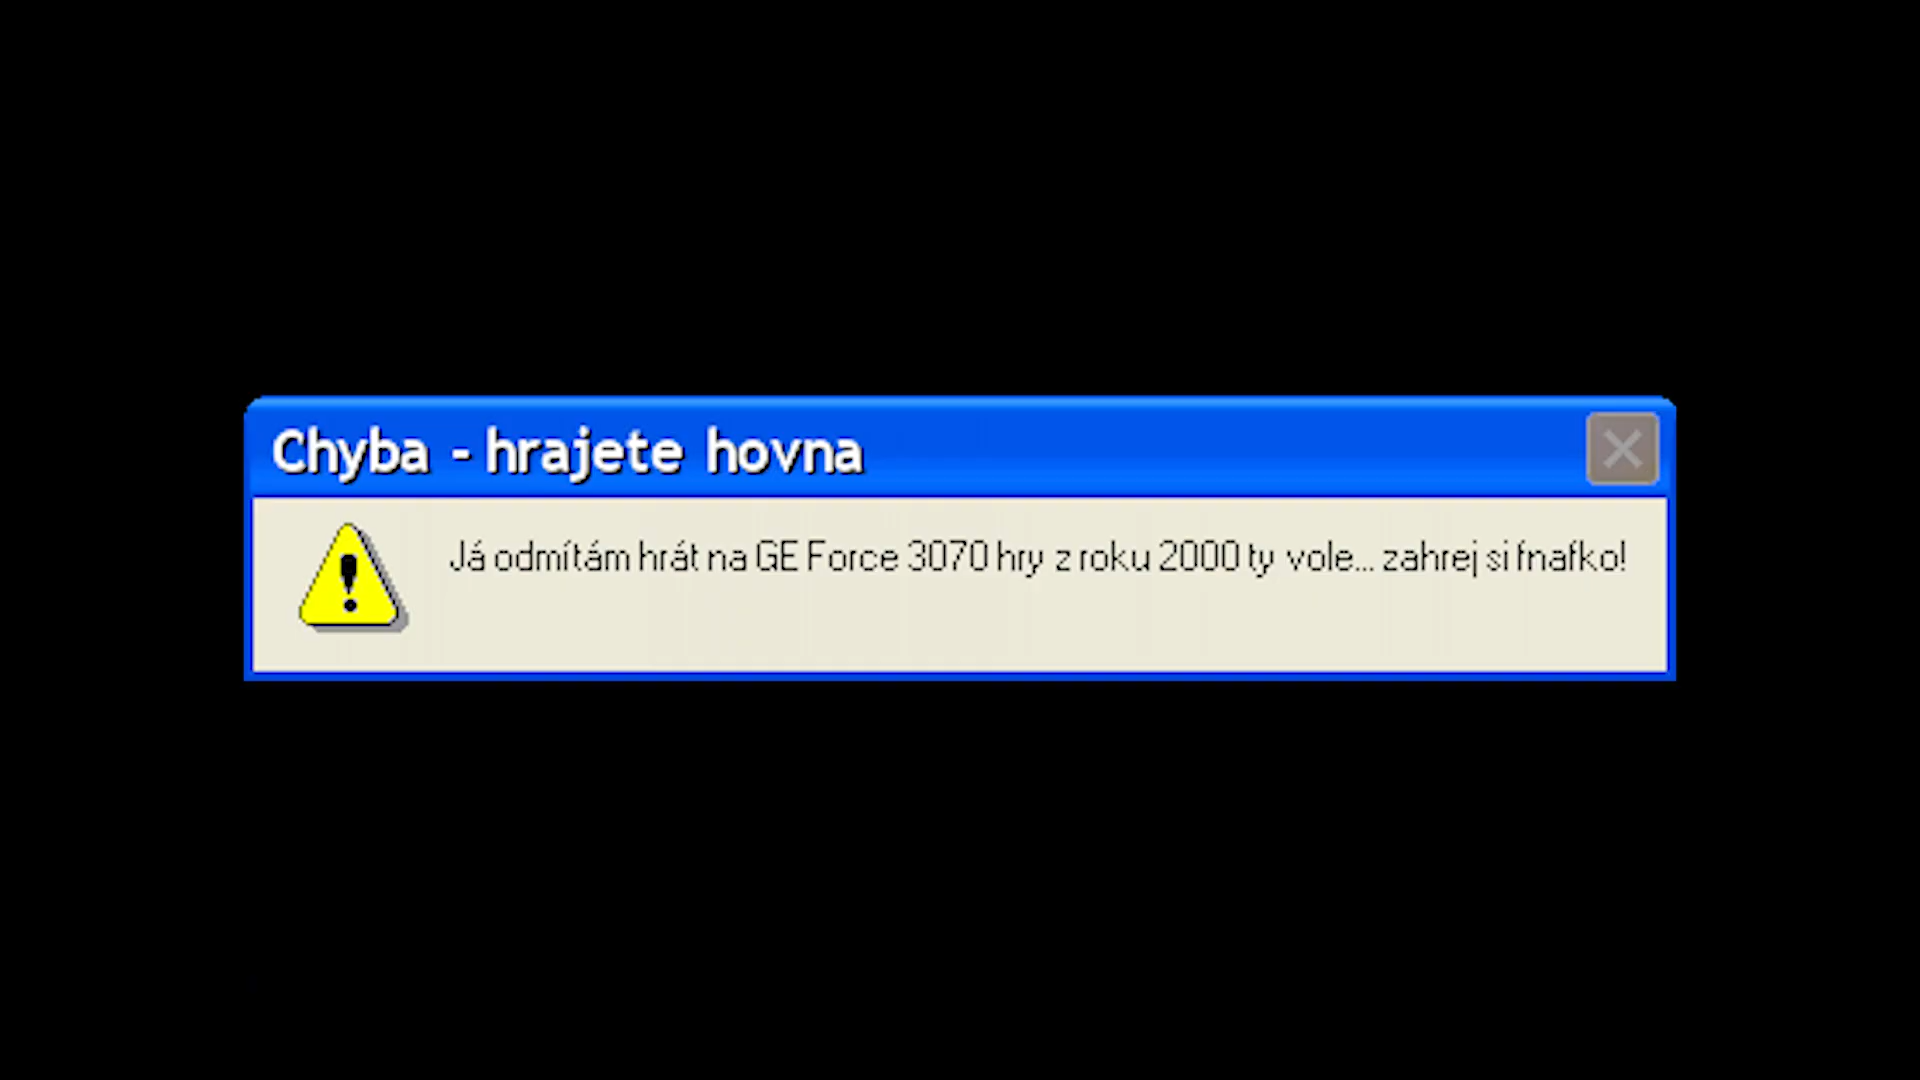 Chyba - hrajete hovna
Já odmítám hrát na GE Force 3070 hry z roku 2000 ty vole... zahrej si fnafko!